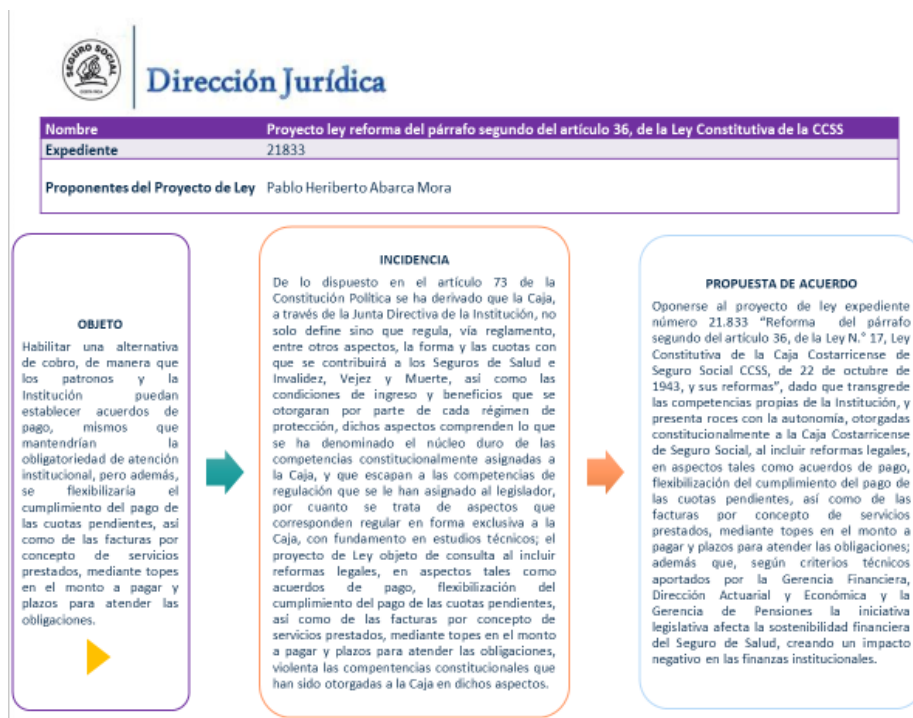 SEGURO SOCIAL
COSTA RICA
Dirección Jurídica
Nombre Proyecto ley reforma del párrafo segundo del artículo 36, de la Ley Constitutiva de la CCSS
Expediente 21833
Proponentes del Proyecto de Ley Pablo Heriberto Abarca Mora
OBJETO
Habilitar una alternativa
de cobro, de manera que
los patronos y la
Institución puedan
establecer acuerdos de
pago, mismos que
mantendrían la
obligatoriedad de atención
institucional, pero además,
se flexibilizaría el
cumplimiento del pago de
las cuotas pendientes, así
como de las facturas por
concepto de servicios
prestados, mediante topes
en el monto a pagar y
plazos para atender las
obligaciones.
INCIDENCIA
De lo dispuesto en el artículo 73 de la
Constitución Política se ha derivado que la Caja,
a través de la Junta Directiva de la Institución, no
solo define sino que regula, vía reglamento,
entre otros aspectos, la forma y las cuotas con
que se contribuirá a los Seguros de Salud e
Invalidez, Vejez y Muerte, así como las
condiciones de ingreso y beneficios que se
otorgaran por parte de cada régimen de
protección, dichos aspectos comprenden lo que
se ha denominado el núcleo duro de las
competencias constitucionalmente asignadas a
la Caja, y que escapan a las competencias de
regulación que se le han asignado al legislador,
por cuanto se trata de aspectos que
corresponden regular en forma exclusiva a la
Caja, con fundamento en estudios técnicos; el
proyecto de Ley objeto de consulta al incluir
reformas legales, en aspectos tales como
acuerdos de pago, flexibilización del
cumplimiento del pago de las cuotas pendientes,
así como de las facturas por concepto de
servicios prestados, mediante topes en el monto
a pagar y plazos para atender las obligaciones,
violenta las compentencias constitucionales que
han sido otorgadas a la Caja en dichos aspectos.
PROPUESTA DE ACUERDO
Oponerse al proyecto de ley expediente
número 21.833 “Reforma del párrafo
segundo del artículo 36, de la Ley N.° 17, Ley
Constitutiva de la Caja Costarricense de
Seguro Social CCSS, de 22 de octubre de
1943, y sus reformas”, dado que transgrede
las competencias propias de la Institución, y
presenta roces con la autonomía, otorgadas
constitucionalmente a la Caja Costarricense
de Seguro Social, al incluir reformas legales,
en aspectos tales como acuerdos de pago,
flexibilización del cumplimiento del pago de
las cuotas pendientes, así como de las
facturas por concepto de servicios
prestados, mediante topes en el monto a
pagar y plazos para atender las obligaciones;
además que, según criterios técnicos
aportados por la Gerencia Financiera,
Dirección Actuarial y Económica y la
Gerencia de Pensiones la iniciativa
legislativa afecta la sostenibilidad financiera
del Seguro de Salud, creando un impacto
negativo en las finanzas institucionales.